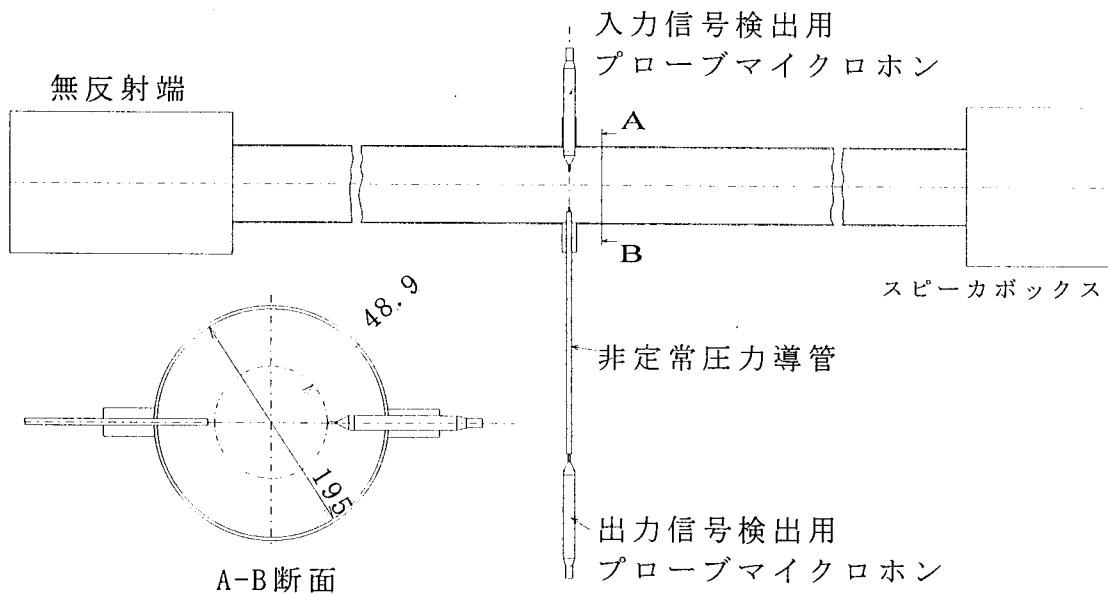 入力信号検出用
プローブマイクロホン
無反射端
A
B
スピーカボックス
48.9
非定常圧力導管
195
出力信号検出用
プローブマイクロホン
A-B断面